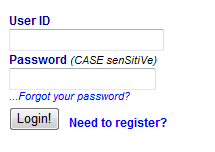 User ID
Password (CASE senSitiVe)
...Forgot your password?
Login! Need to register?